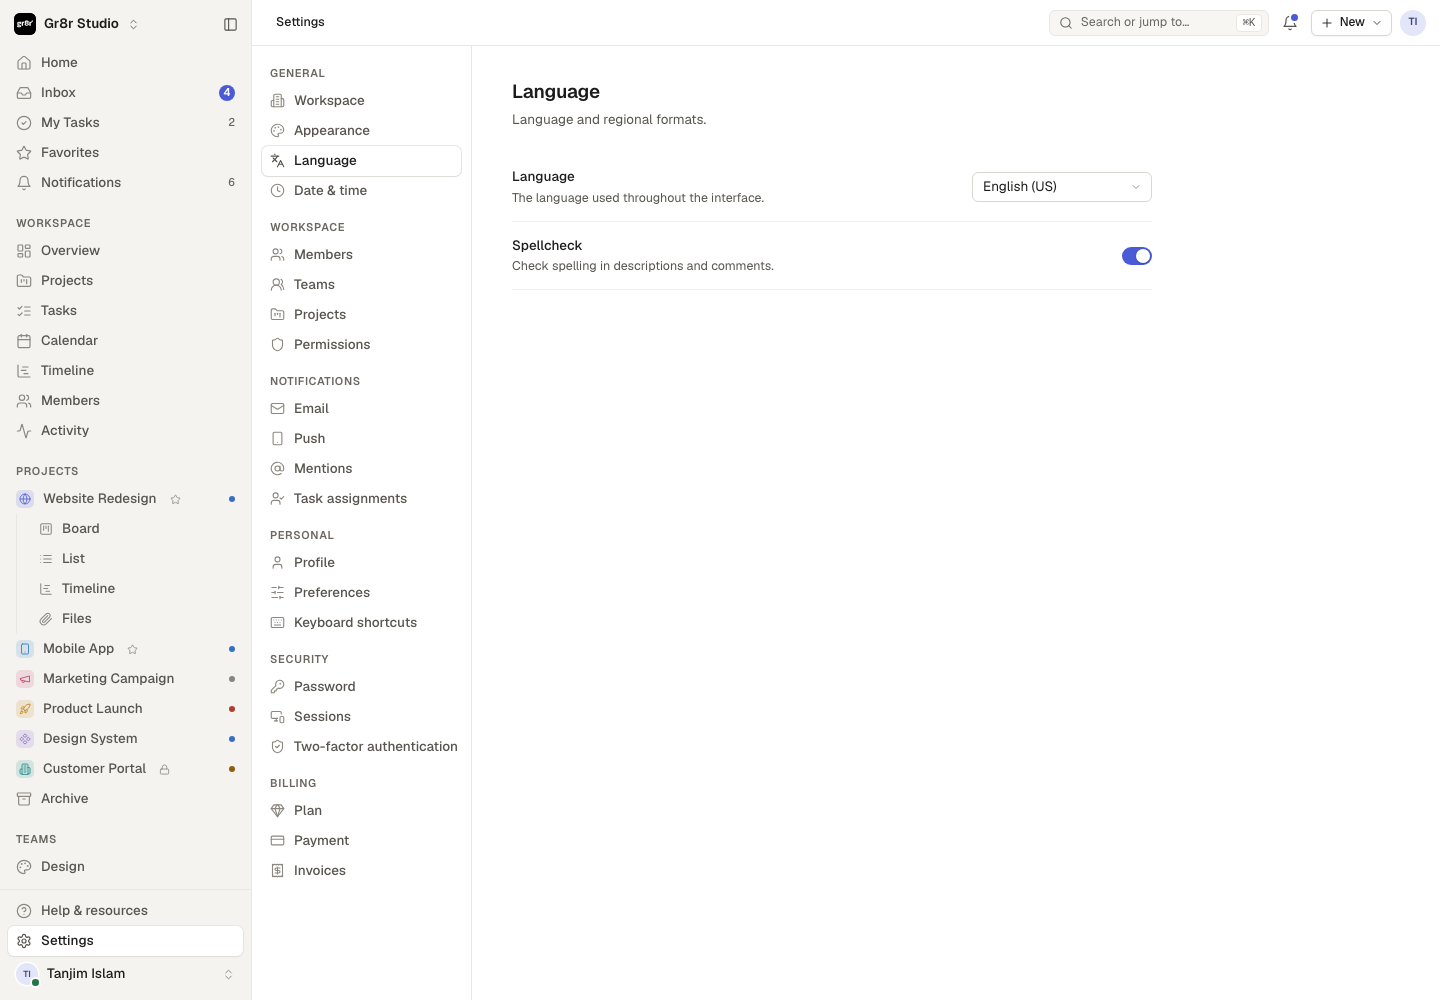 gr8r
Gr8r Studio
Home
Inbox 4
My Tasks 2
Favorites
Notifications 6
WORKSPACE
Overview
Projects
Tasks
Calendar
Timeline
Members
Activity
PROJECTS
Website Redesign
Board
List
Timeline
Files
Mobile App
Marketing Campaign
Product Launch
Design System
Customer Portal
Archive
TEAMS
Design
Help & resources
Settings
TI Tanjim Islam
Settings
Search or jump to... ⌘K
New
TI
GENERAL
Workspace
Appearance
Language
Date & time
WORKSPACE
Members
Teams
Projects
Permissions
NOTIFICATIONS
Email
Push
Mentions
Task assignments
PERSONAL
Profile
Preferences
Keyboard shortcuts
SECURITY
Password
Sessions
Two-factor authentication
BILLING
Plan
Payment
Invoices
Language
Language and regional formats.
Language
The language used throughout the interface.
English (US)
Spellcheck
Check spelling in descriptions and comments.